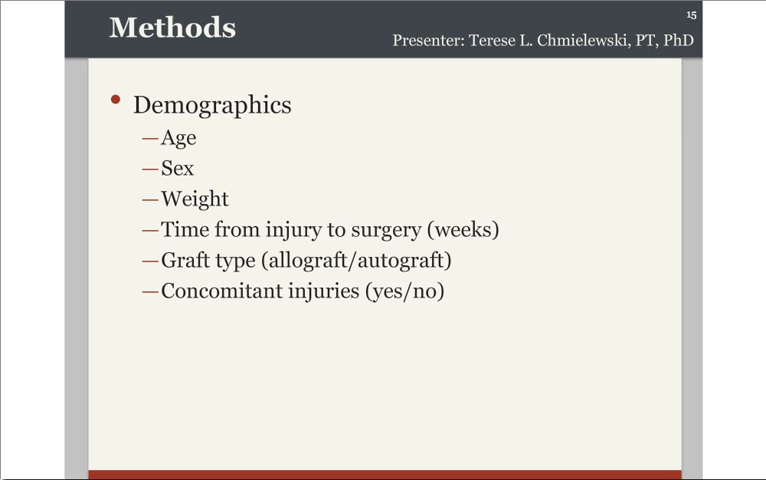 15
Methods
Presenter: Terese L. Chmielewski, PT, PhD
• Demographics
—Age
—Sex
—Weight
—Time from injury to surgery (weeks)
—Graft type (allograft/autograft)
—Concomitant injuries (yes/no)